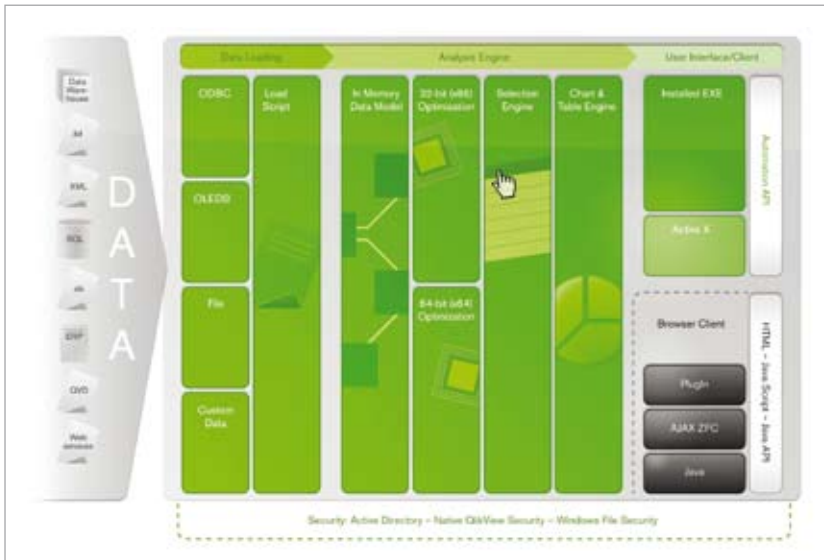 Data Loading
Analysis Engine
User Interface/Client
Data
Ware-
house
XML
SQL
ERP
QVD
Web
services
DATA
ODBC
OLEDB
File
Custom
Data
Load
Script
In Memory
Data Model
32-bit (x86)
Optimization
64-bit (x64)
Optimization
Selection
Engine
Chart &
Table Engine
Installed EXE
Active X
Automation API
Browser Client
PlugIn
AJAX ZFC
Java
HTML – Java Script – Java API
Security: Active Directory – Native QlikView Security – Windows File Security